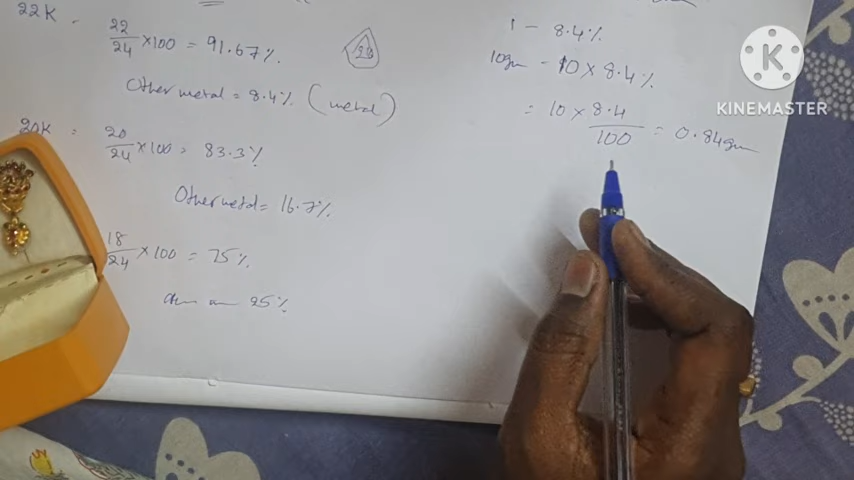 22K - 22/24 × 100 = 91.67%.
Other metal = 8.4% (metal)
20K = 20/24 × 100 = 83.3%
Other metal = 16.7%
18/24 × 100 = 75%
25%
1 - 8.4%
10gm - 10 × 8.4%
= 10 × 8.4/100 = 0.84gm
KINEMASTER